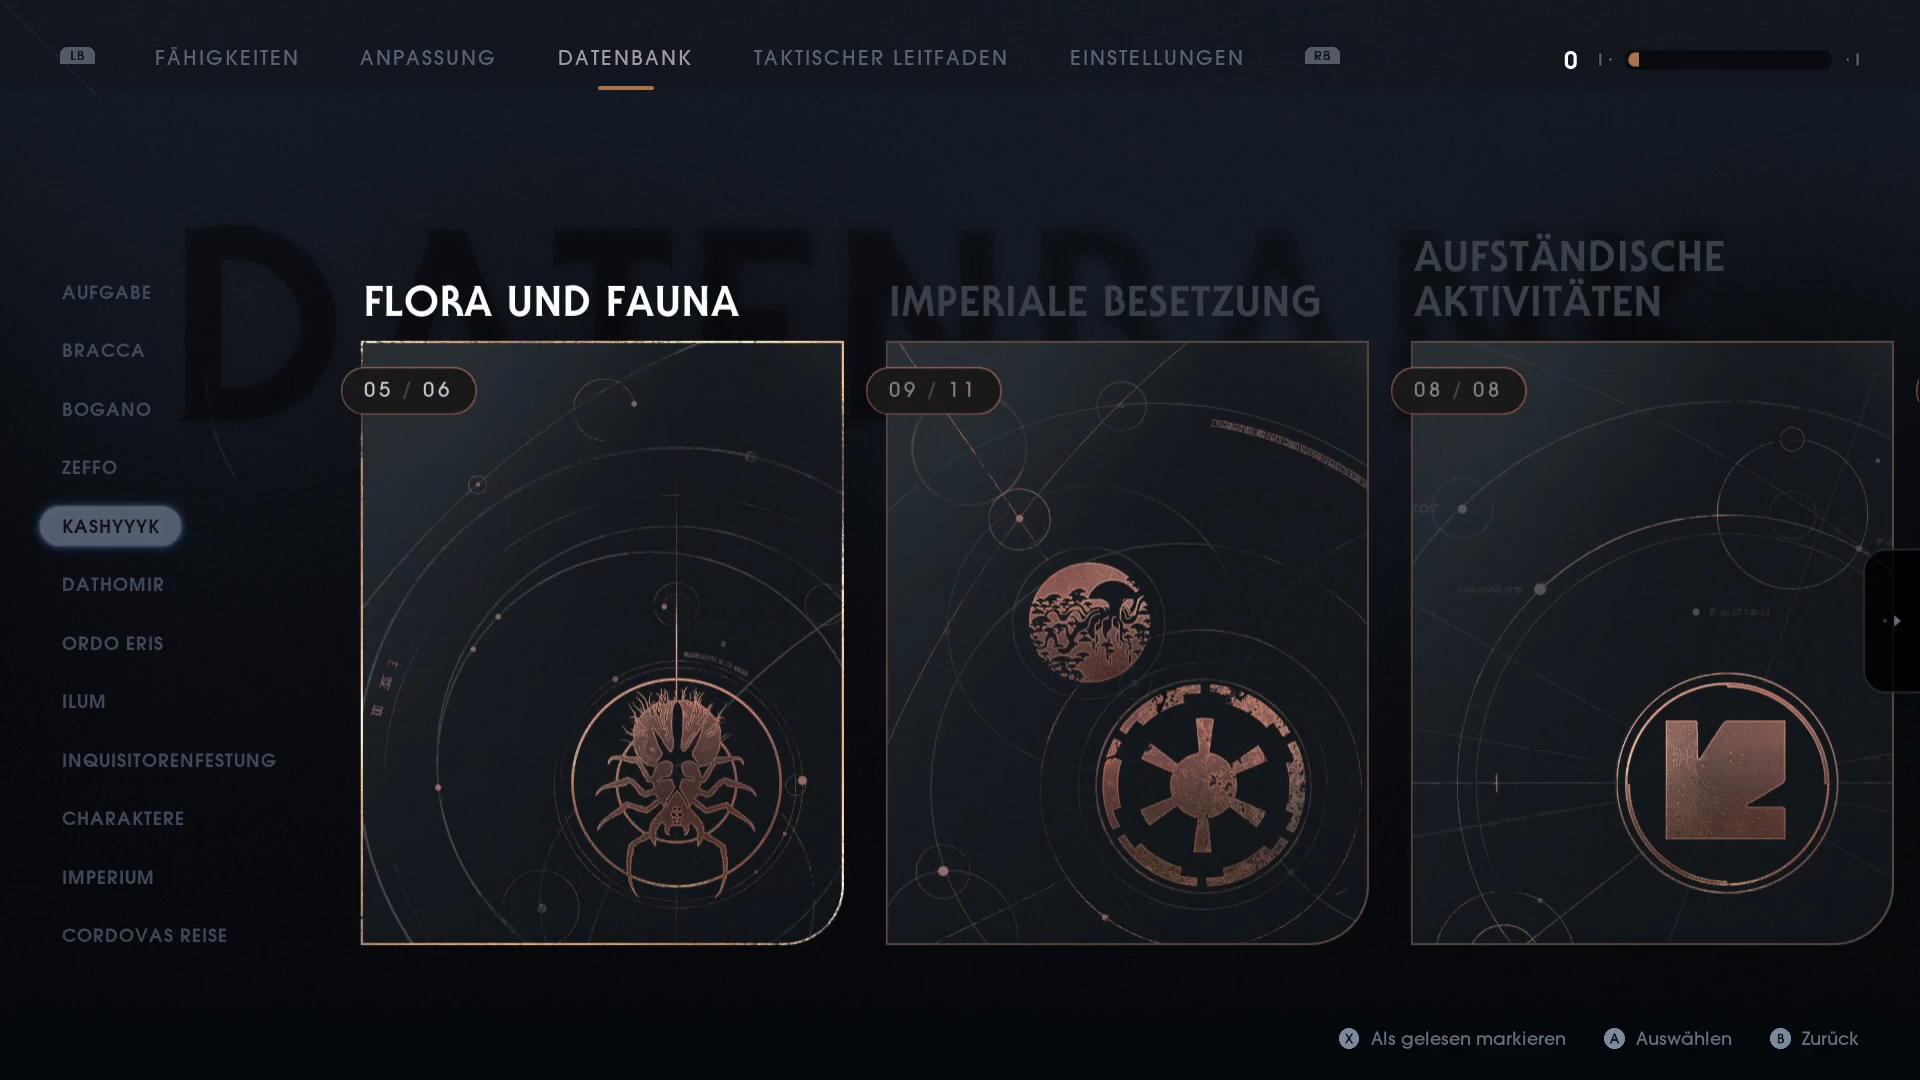 LB FÄHIGKEITEN ANPASSUNG DATENBANK TAKTISCHER LEITFADEN EINSTELLUNGEN RB 0
AUFGABE
BRACCA
BOGANO
ZEFFO
KASHYYYK
DATHOMIR
ORDO ERIS
ILUM
INQUISITORENFESTUNG
CHARAKTERE
IMPERIUM
CORDOVAS REISE
FLORA UND FAUNA
05 / 06
IMPERIALE BESETZUNG
09 / 11
AUFSTÄNDISCHE
AKTIVITÄTEN
08 / 08
X Als gelesen markieren A Auswählen B Zurück